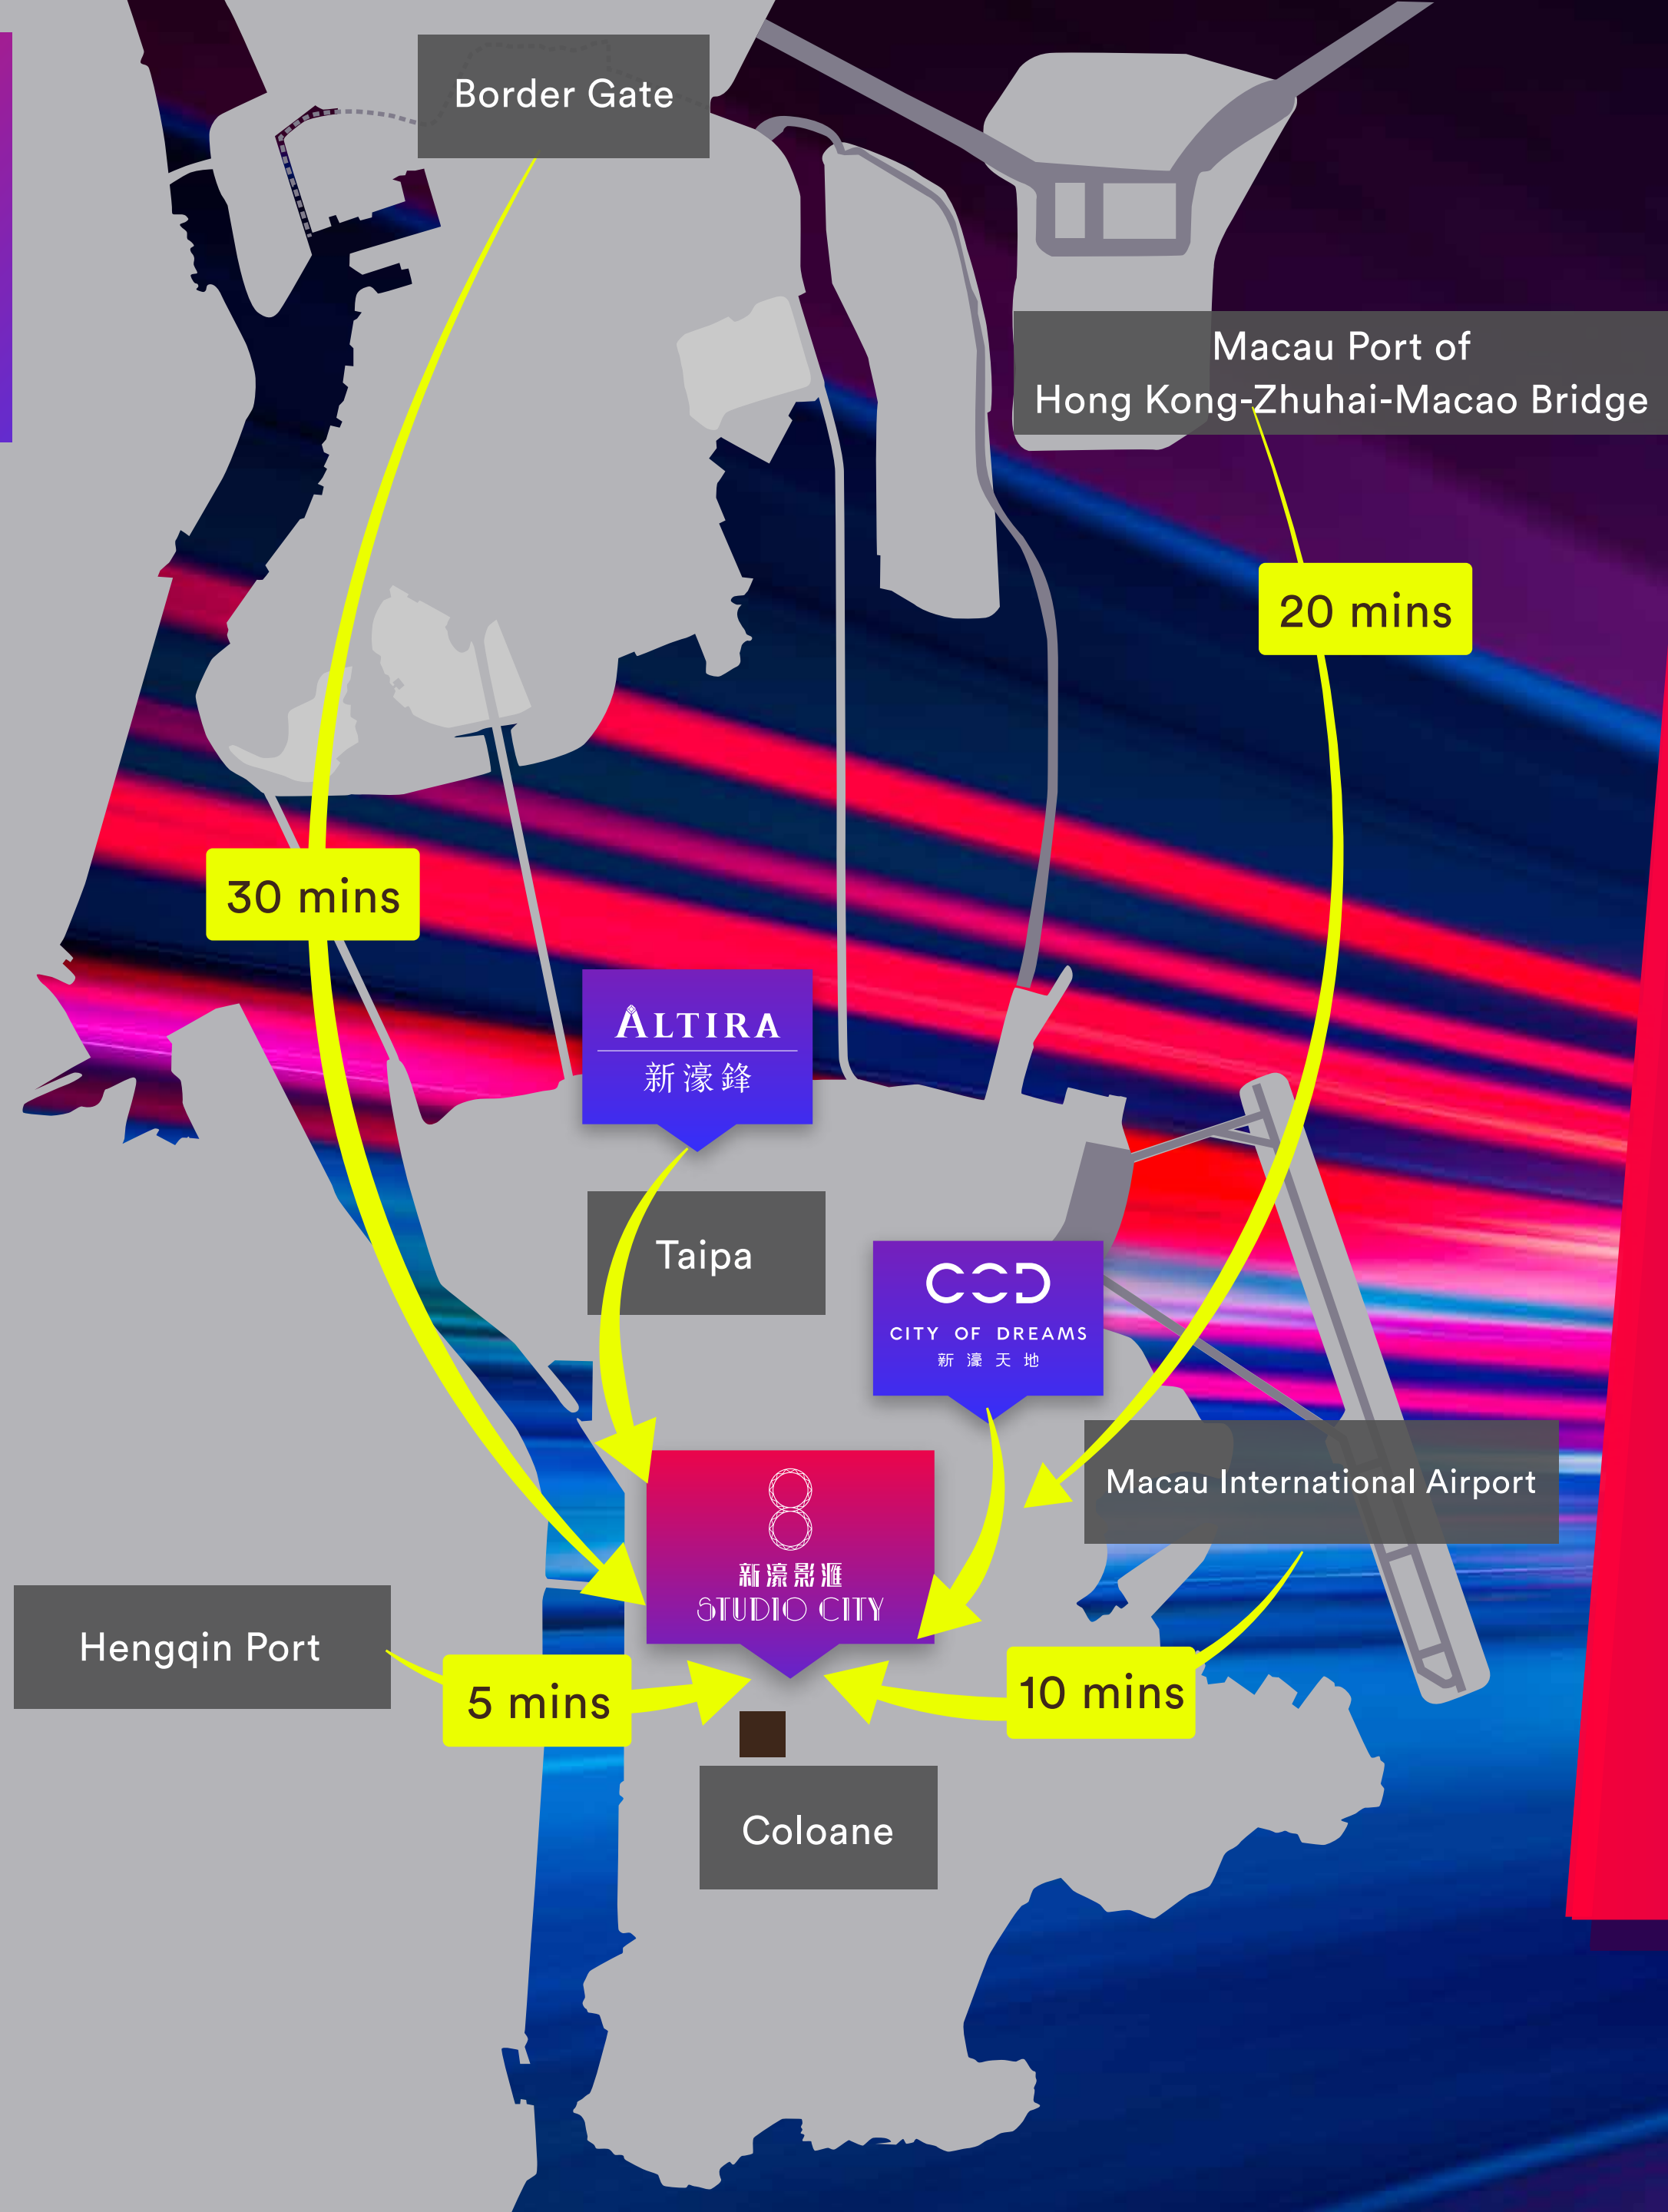 Border Gate
Macau Port of
Hong Kong-Zhuhai-Macao Bridge
20 mins
30 mins
ALTIRA
新濠鋒
Taipa
COD
CITY OF DREAMS
新濠天地
Macau International Airport
新濠影滙
STUDIO CITY
Hengqin Port
5 mins
10 mins
Coloane